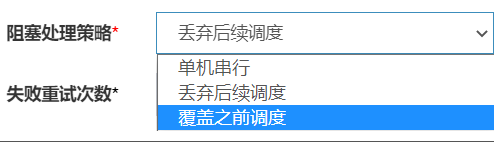 阻塞处理策略* 丢弃后续调度
单机串行
丢弃后续调度
失败重试次数*
覆盖之前调度